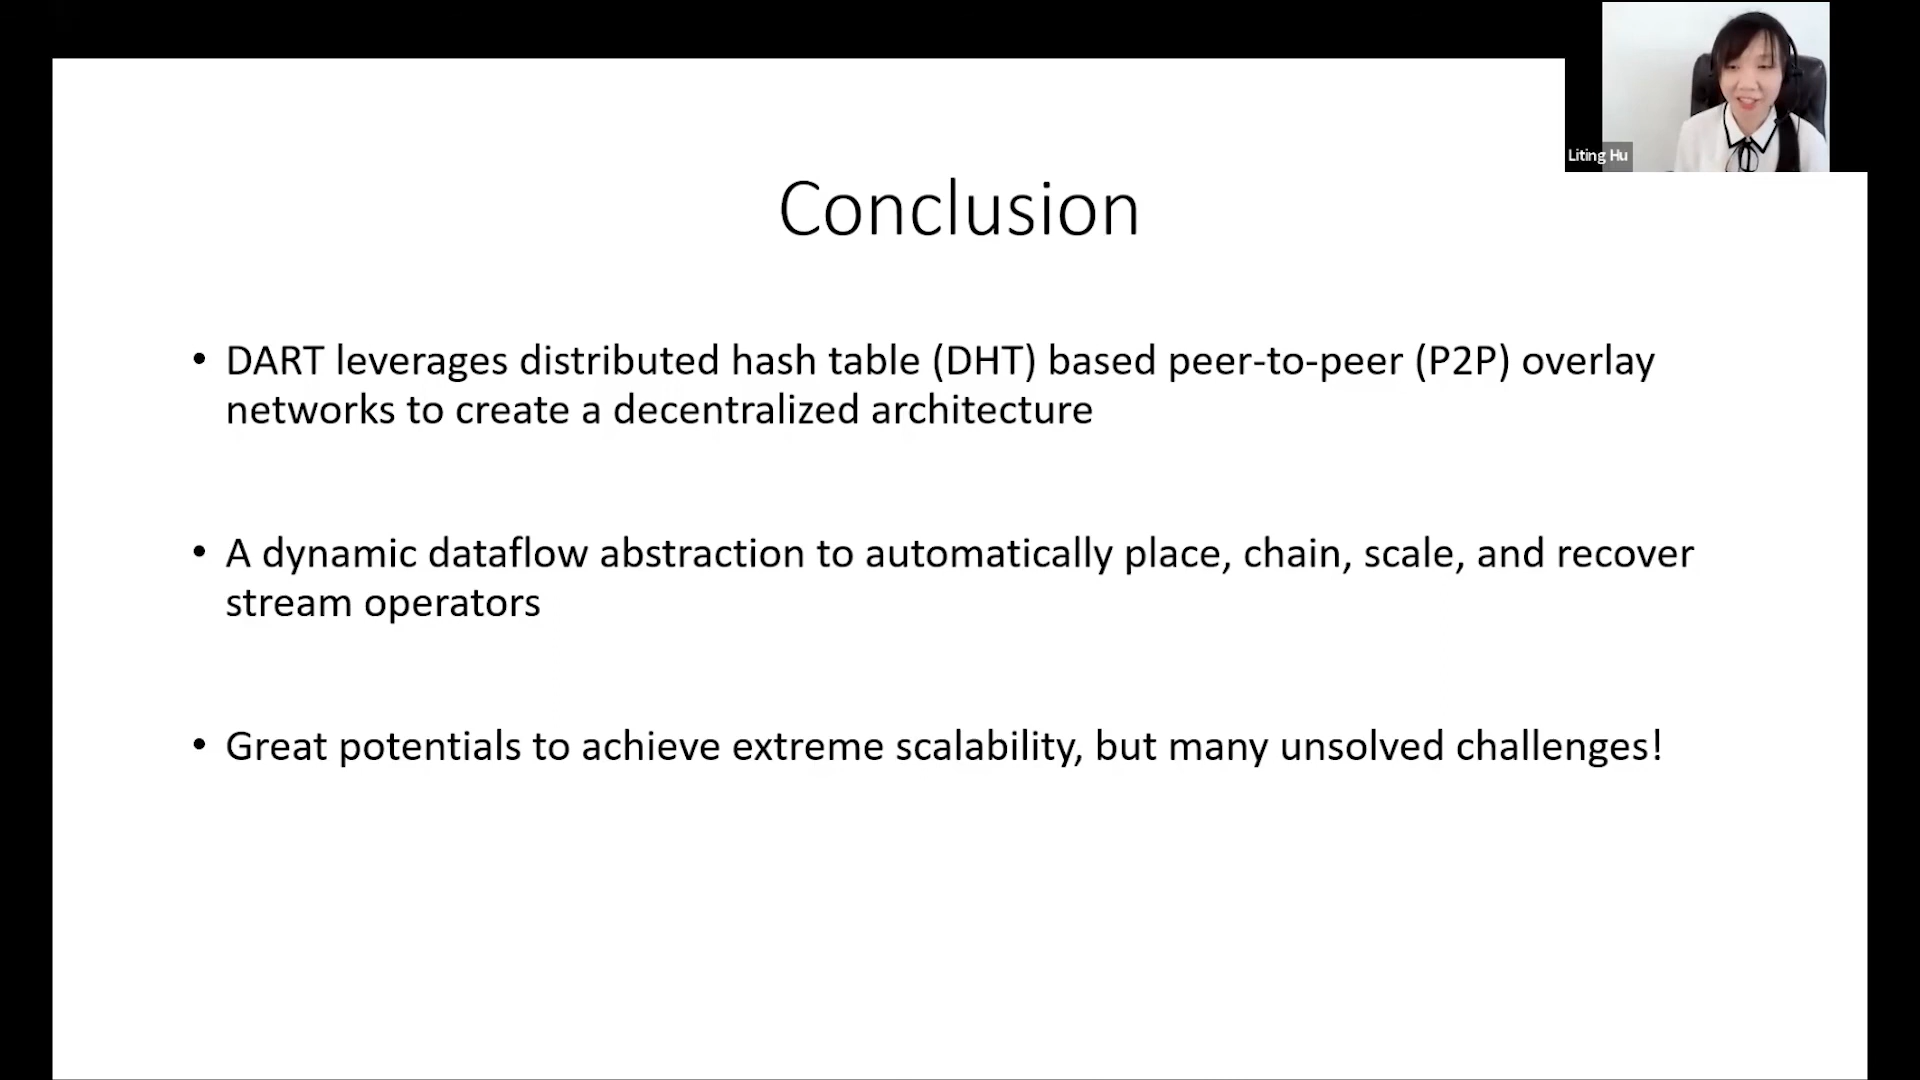 Liting Hu
Conclusion
• DART leverages distributed hash table (DHT) based peer-to-peer (P2P) overlay
networks to create a decentralized architecture
• A dynamic dataflow abstraction to automatically place, chain, scale, and recover
stream operators
• Great potentials to achieve extreme scalability, but many unsolved challenges!